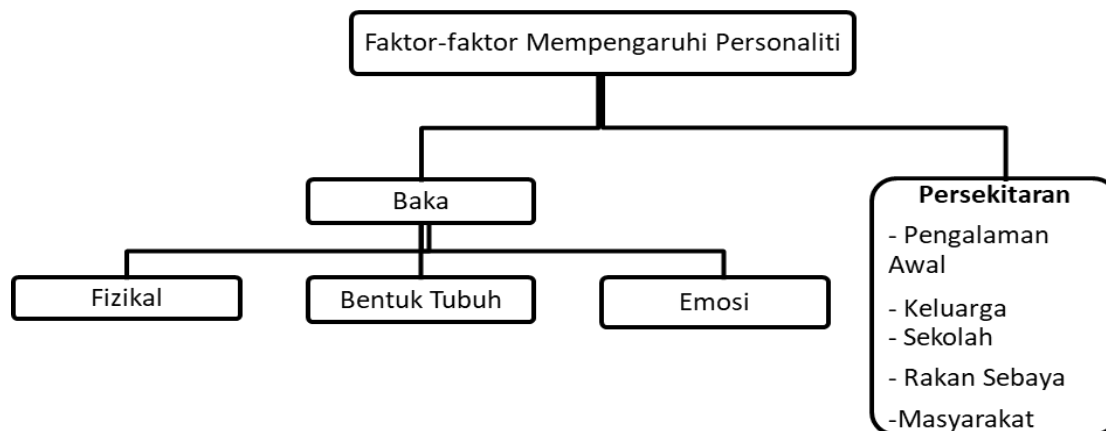 Faktor-faktor Mempengaruhi Personaliti
Baka
Fizikal
Bentuk Tubuh
Emosi
Persekitaran
- Pengalaman
Awal
- Keluarga
- Sekolah
- Rakan Sebaya
-Masyarakat